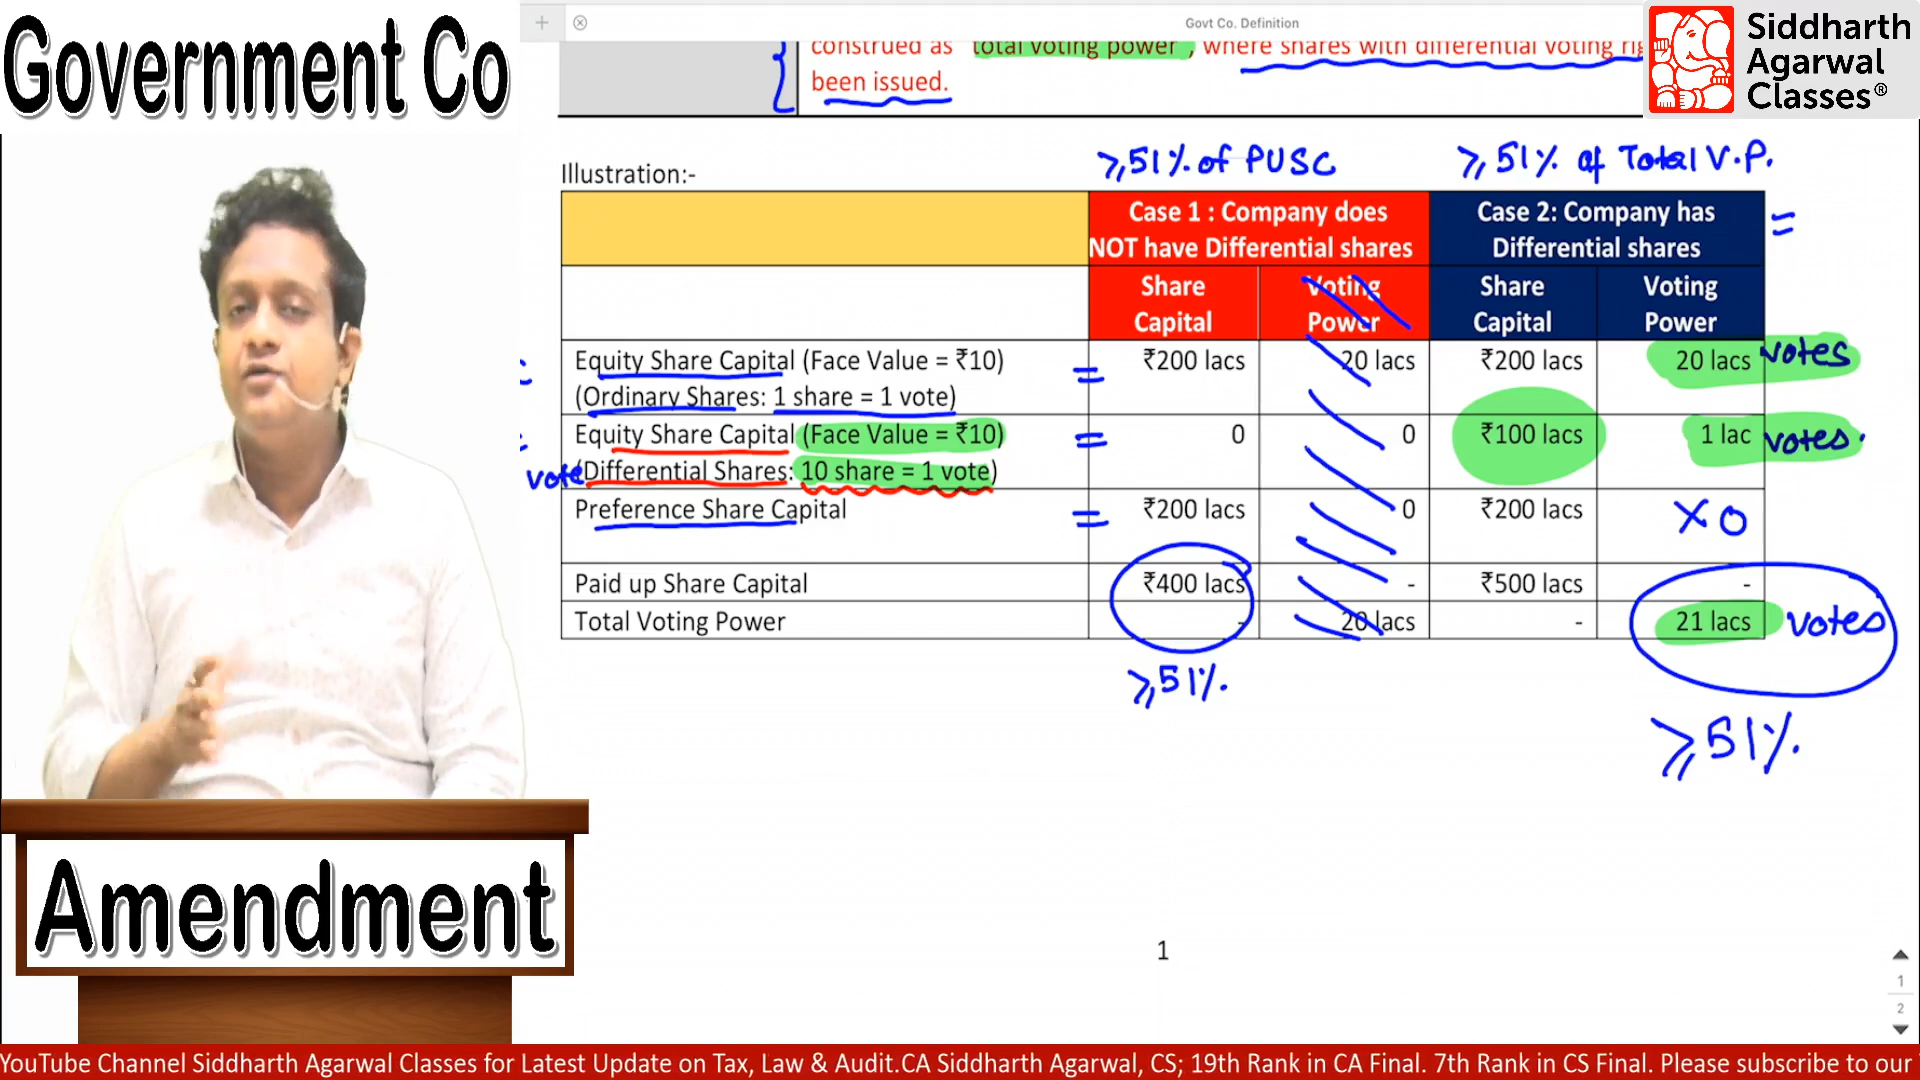 Government Co
Govt Co. Definition
Siddharth
Agarwal
Classes®
construed as "total voting power", where shares with differential voting
been issued.
≥51% of PUSC
≥51% of Total V.P.
Illustration:-
Case 1 : Company does NOT have Differential shares
Case 2: Company has Differential shares
=
Share Capital
Voting Power
Share Capital
Voting Power
Equity Share Capital (Face Value = ₹10)
(Ordinary Shares: 1 share = 1 vote)
=
₹200 lacs
20 lacs
₹200 lacs
20 lacs
votes
Equity Share Capital (Face Value = ₹10)
vote
(Differential Shares: 10 share = 1 vote)
=
0
0
₹100 lacs
1 lac
votes.
Preference Share Capital
=
₹200 lacs
0
₹200 lacs
X 0
Paid up Share Capital
₹400 lacs
-
₹500 lacs
-
Total Voting Power
-
20 lacs
-
21 lacs
votes
≥51%.
≥51%.
Amendment
1
1
2
YouTube Channel Siddharth Agarwal Classes for Latest Update on Tax, Law & Audit.CA Siddharth Agarwal, CS; 19th Rank in CA Final. 7th Rank in CS Final. Please subscribe to our